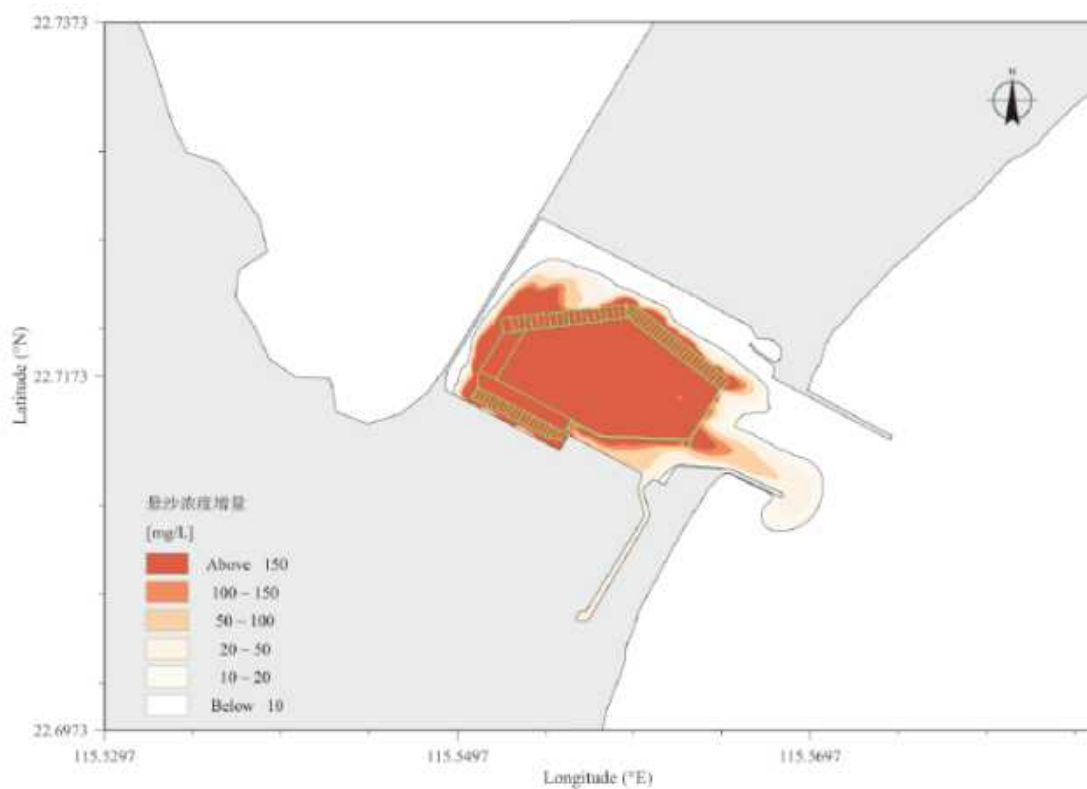 22.7373
N
Latitude (°N)
22.7173
悬沙浓度增量
[mg/L]
Above 150
100 ~ 150
50 ~ 100
20 ~ 50
10 ~ 20
Below 10
22.6973
115.5297
115.5497
115.5697
Longitude (°E)